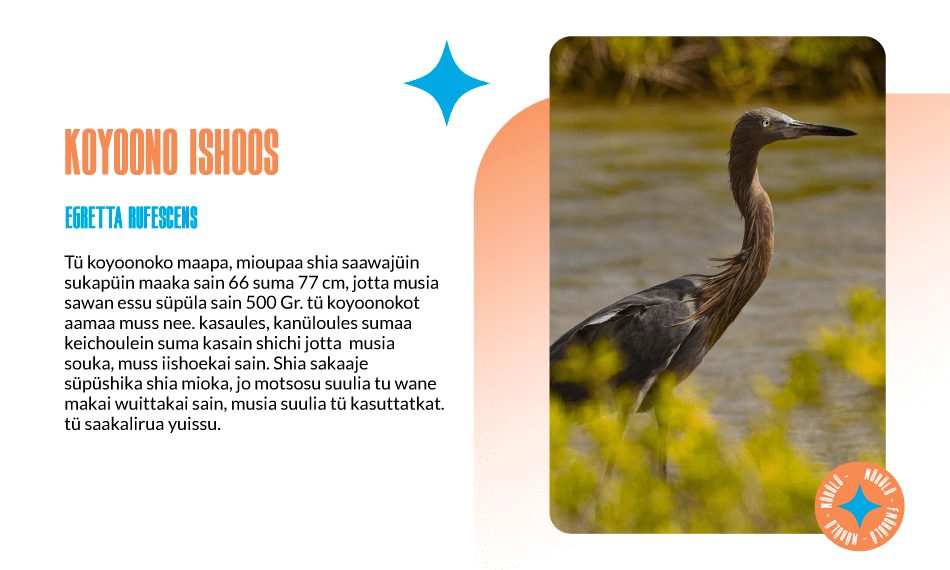 KOYOONO ISHOOS
EGRETTA RUFESCENS
Tü koyoonoko maapa, mioupaa shia saawajüin
sukapüin maaka sain 66 suma 77 cm, jotta musia
sawan essu süpüla sain 500 Gr. tü koyoonokot
aamaa muss nee. kasaules, kanüloules sumaa
keichoulein suma kasain shichi jotta  musia
souka, muss iishoekai sain. Shia sakaaje
süpüshika shia mioka, jo motsosu suulia tu wane
makai wuittakai sain, musia suulia tü kasuttatkat.
tü saakalirua yuissu.